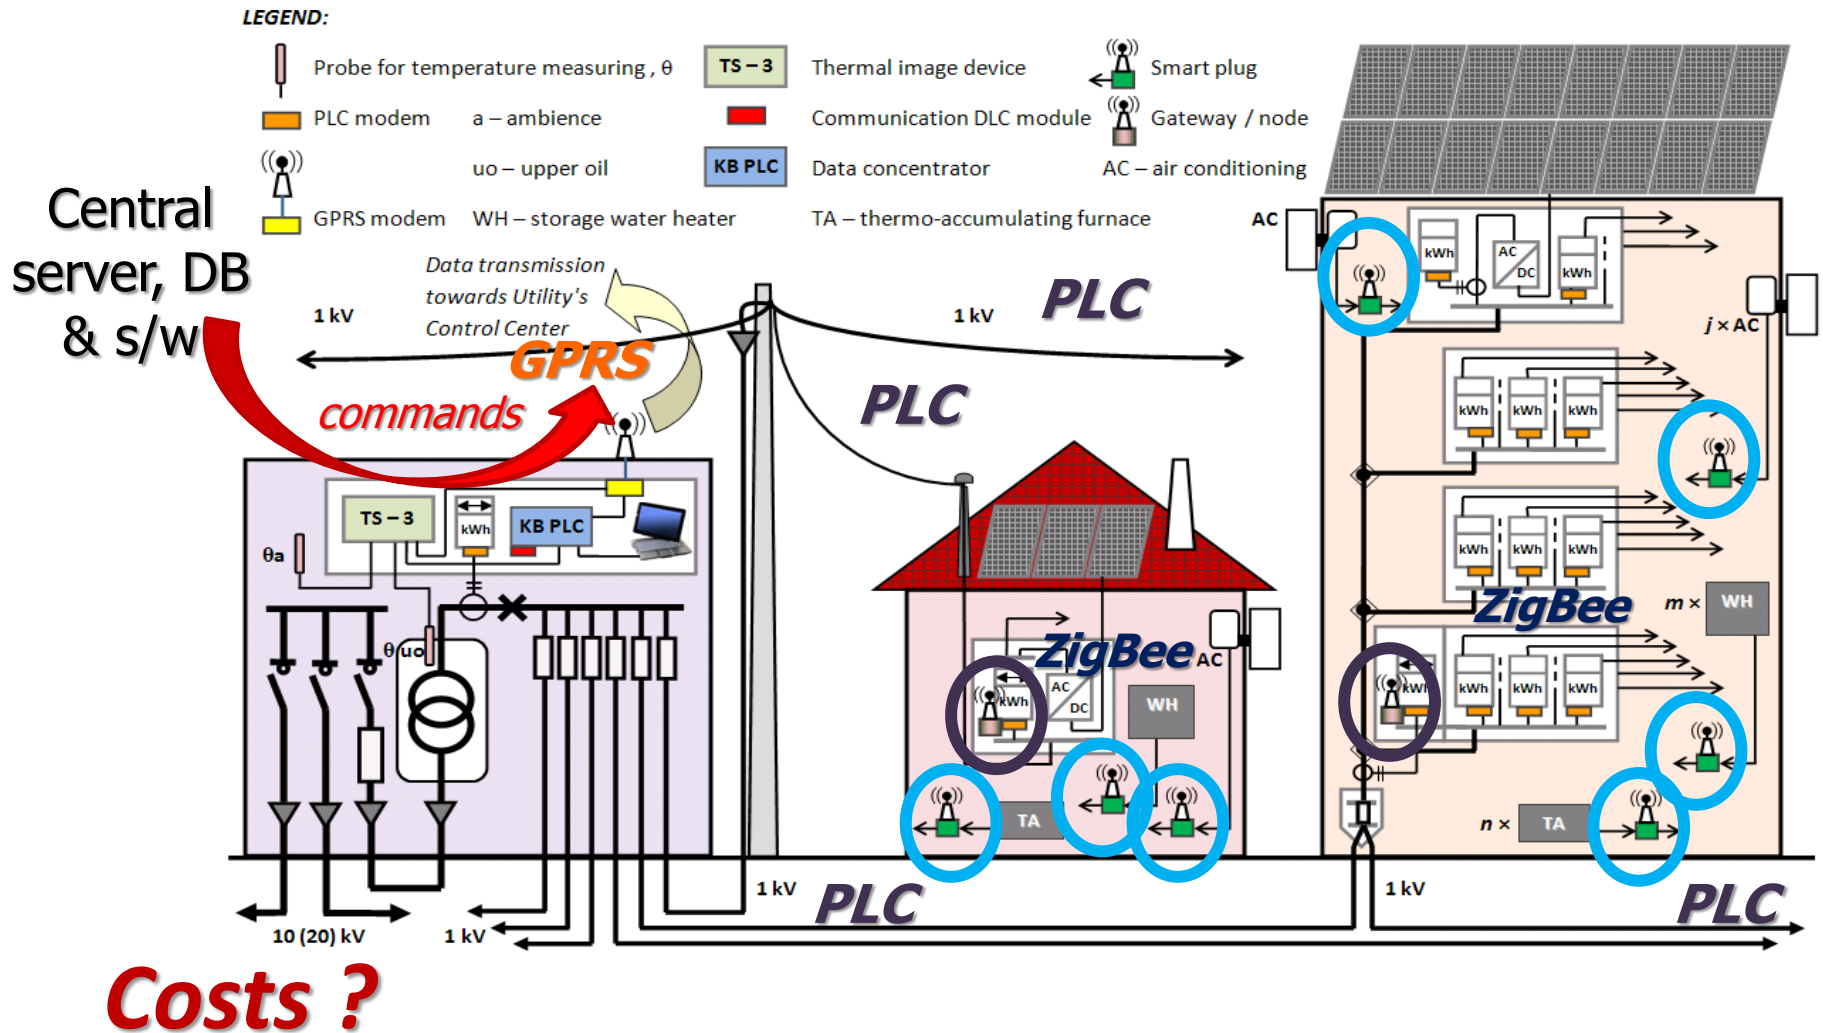 LEGEND:
Probe for temperature measuring , θ
TS – 3
Thermal image device
Smart plug
PLC modem
a – ambience
Communication DLC module
Gateway / node
uo – upper oil
KB PLC
Data concentrator
AC – air conditioning
GPRS modem
WH – storage water heater
TA – thermo-accumulating furnace
Central
server, DB
& s/w
Data transmission
towards Utility's
Control Center
1 kV
GPRS
commands
1 kV
PLC
PLC
TS – 3
kWh
KB PLC
θa
θuo
10 (20) kV
1 kV
1 kV
PLC
ZigBee
AC
kWh
AC
DC
WH
TA
AC
kWh
AC
DC
kWh
j × AC
kWh
kWh
kWh
kWh
kWh
kWh
ZigBee
m ×
WH
kWh
kWh
kWh
kWh
n ×
TA
1 kV
PLC
Costs ?